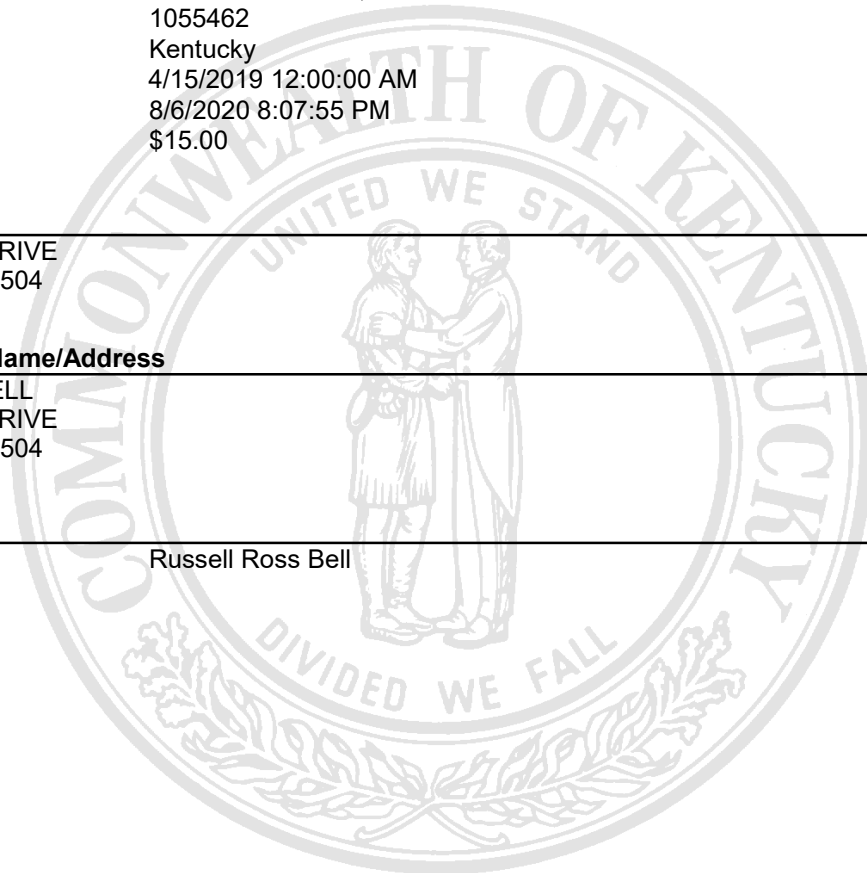 1055462
Kentucky
4/15/2019 12:00:00 AM
8/6/2020 8:07:55 PM
$15.00
COMMONWEALTH OF KENTUCKY
UNITED WE STAND
RIVE
504
lame/Address
ELL
RIVE
504
Russell Ross Bell
DIVIDED WE FALL